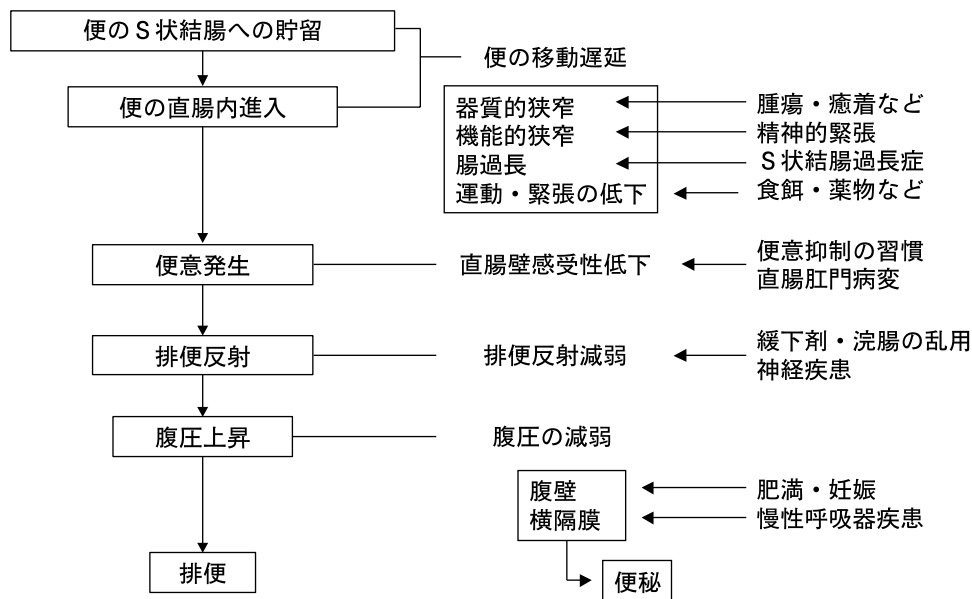 便のＳ状結腸への貯留
便の移動遅延
便の直腸内進入
器質的狭窄
腫瘍・癒着など
機能的狭窄
精神的緊張
腸過長
Ｓ状結腸過長症
運動・緊張の低下
食餌・薬物など
便意発生
直腸壁感受性低下
便意抑制の習慣
直腸肛門病変
排便反射
排便反射減弱
緩下剤・浣腸の乱用
神経疾患
腹圧上昇
腹圧の減弱
腹壁
肥満・妊娠
横隔膜
慢性呼吸器疾患
排便
便秘